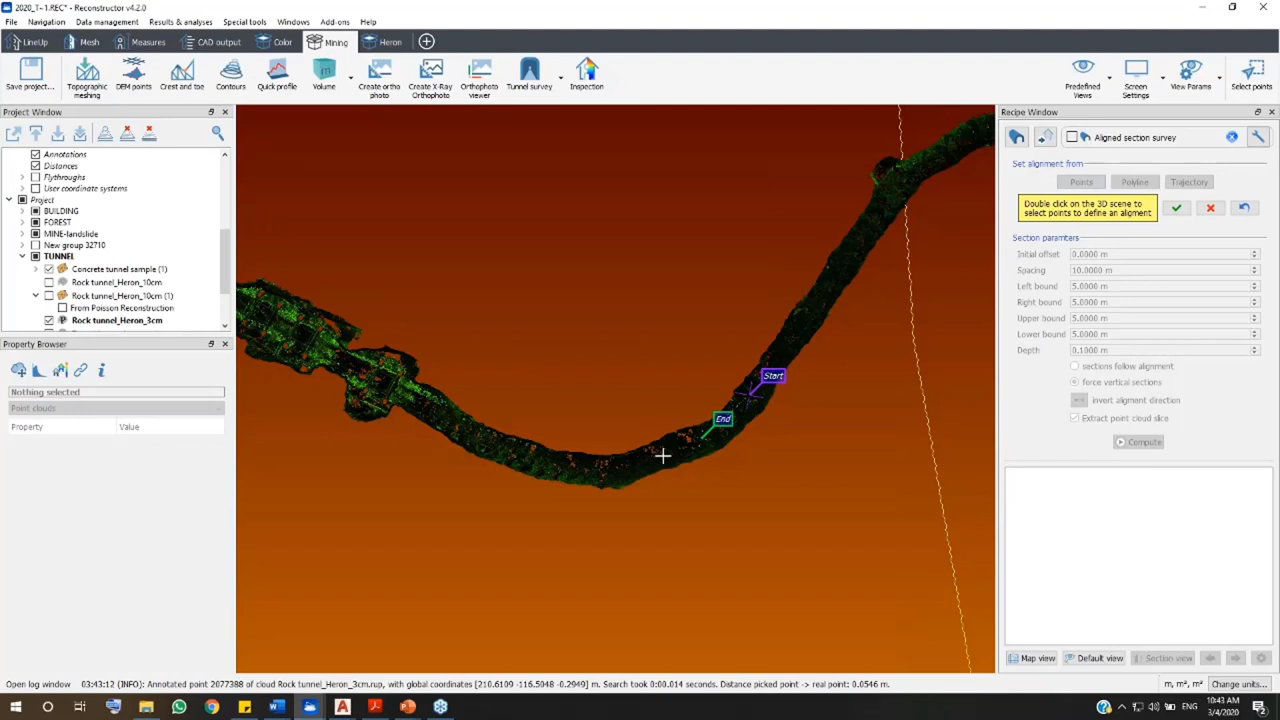 2020_T~1.REC* - Reconstructor v4.2.0
File Navigation Data management Results & analyses Special tools Windows Add-ons Help
LineUp Mesh Measures CAD output Color Mining Heron
Save project... Topographic meshing DEM points Crest and toe Contours Quick profile Volume Create ortho photo Create X-Ray Orthophoto Orthophoto viewer Tunnel survey Inspection Predefined Views Screen Settings View Params Select points
Project Window
Annotations
Distances
Flythroughs
User coordinate systems
Project
BUILDING
FOREST
MINE-landslide
New group 32710
TUNNEL
Concrete tunnel sample (1)
Rock tunnel_Heron_10cm
Rock tunnel_Heron_10cm (1)
From Poisson Reconstruction
Rock tunnel_Heron_3cm
Property Browser
Nothing selected
Point clouds
Property Value
Start
End
Recipe Window
Aligned section survey
Set alignment from
Points Polyline Trajectory
Double click on the 3D scene to
select points to define an aligment
Section paramters
Initial offset 0.0000 m
Spacing 10.0000 m
Left bound 5.0000 m
Right bound 5.0000 m
Upper bound 5.0000 m
Lower bound 5.0000 m
Depth 0.1000 m
sections follow alignment
force vertical sections
invert alignment direction
Extract point cloud slice
Compute
Map view Default view Section view
Open log window 03:43:12 (INFO): Annotated point 2077388 of cloud Rock tunnel_Heron_3cm.rup, with global coordinates [210.6109 -116.5048 -0.2949] m. Search took 0:00.014 seconds. Distance picked point -> real point: 0.0546 m. m, m², m³ Change units...
ENG 10:43 AM
3/4/2020
2